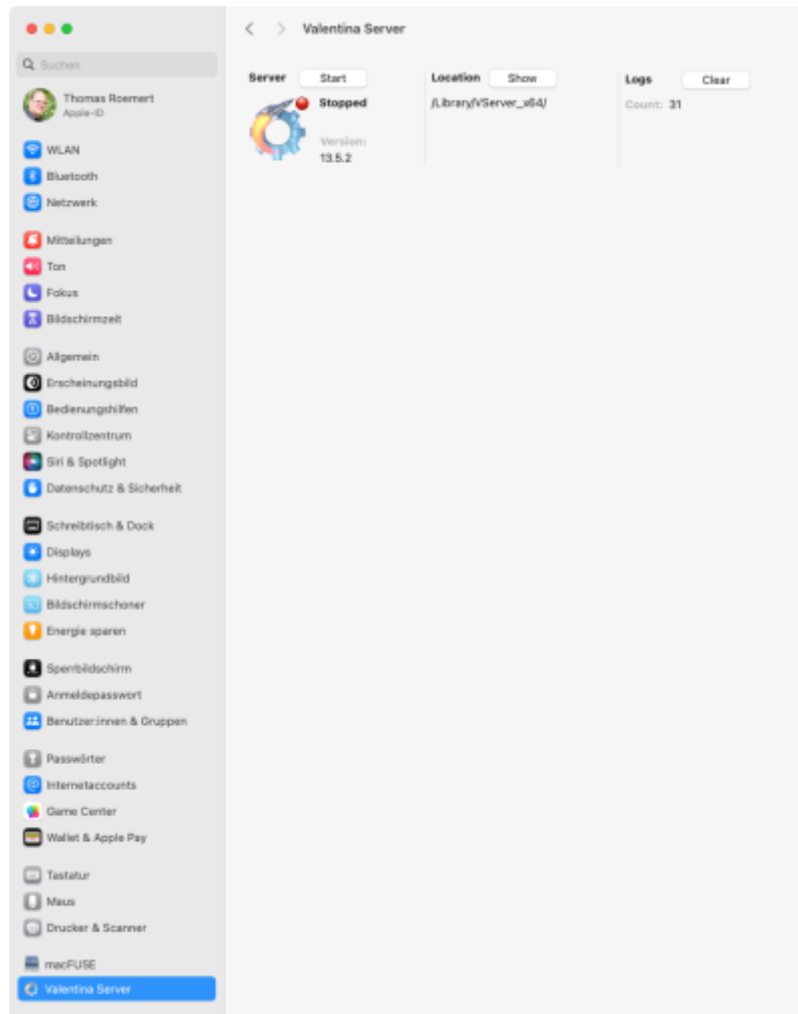 Valentina Server
Suchen
Thomas Roemert
Apple-ID
WLAN
Bluetooth
Netzwerk
Mitteilungen
Ton
Fokus
Bildschirmzeit
Allgemein
Erscheinungsbild
Bedienungshilfen
Kontrollzentrum
Siri & Spotlight
Datenschutz & Sicherheit
Schreibtisch & Dock
Displays
Hintergrundbild
Bildschirmschoner
Energie sparen
Sperrbildschirm
Anmeldepasswort
Benutzer:innen & Gruppen
Passwörter
Internetaccounts
Game Center
Wallet & Apple Pay
Tastatur
Maus
Drucker & Scanner
macFUSE
Valentina Server
Server Start
Stopped
Version:
13.5.2
Location Show
/Library/VServer_x64/
Logs Clear
Count: 31